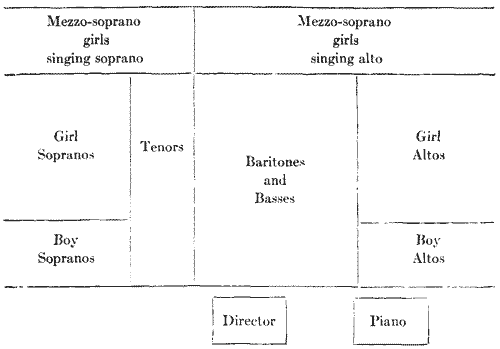 Mezzo-soprano
girls
singing soprano
Mezzo-soprano
girls
singing alto
Girl
Sopranos
Tenors
Baritones
and
Basses
Girl
Altos
Boy
Sopranos
Boy
Altos
Director
Piano